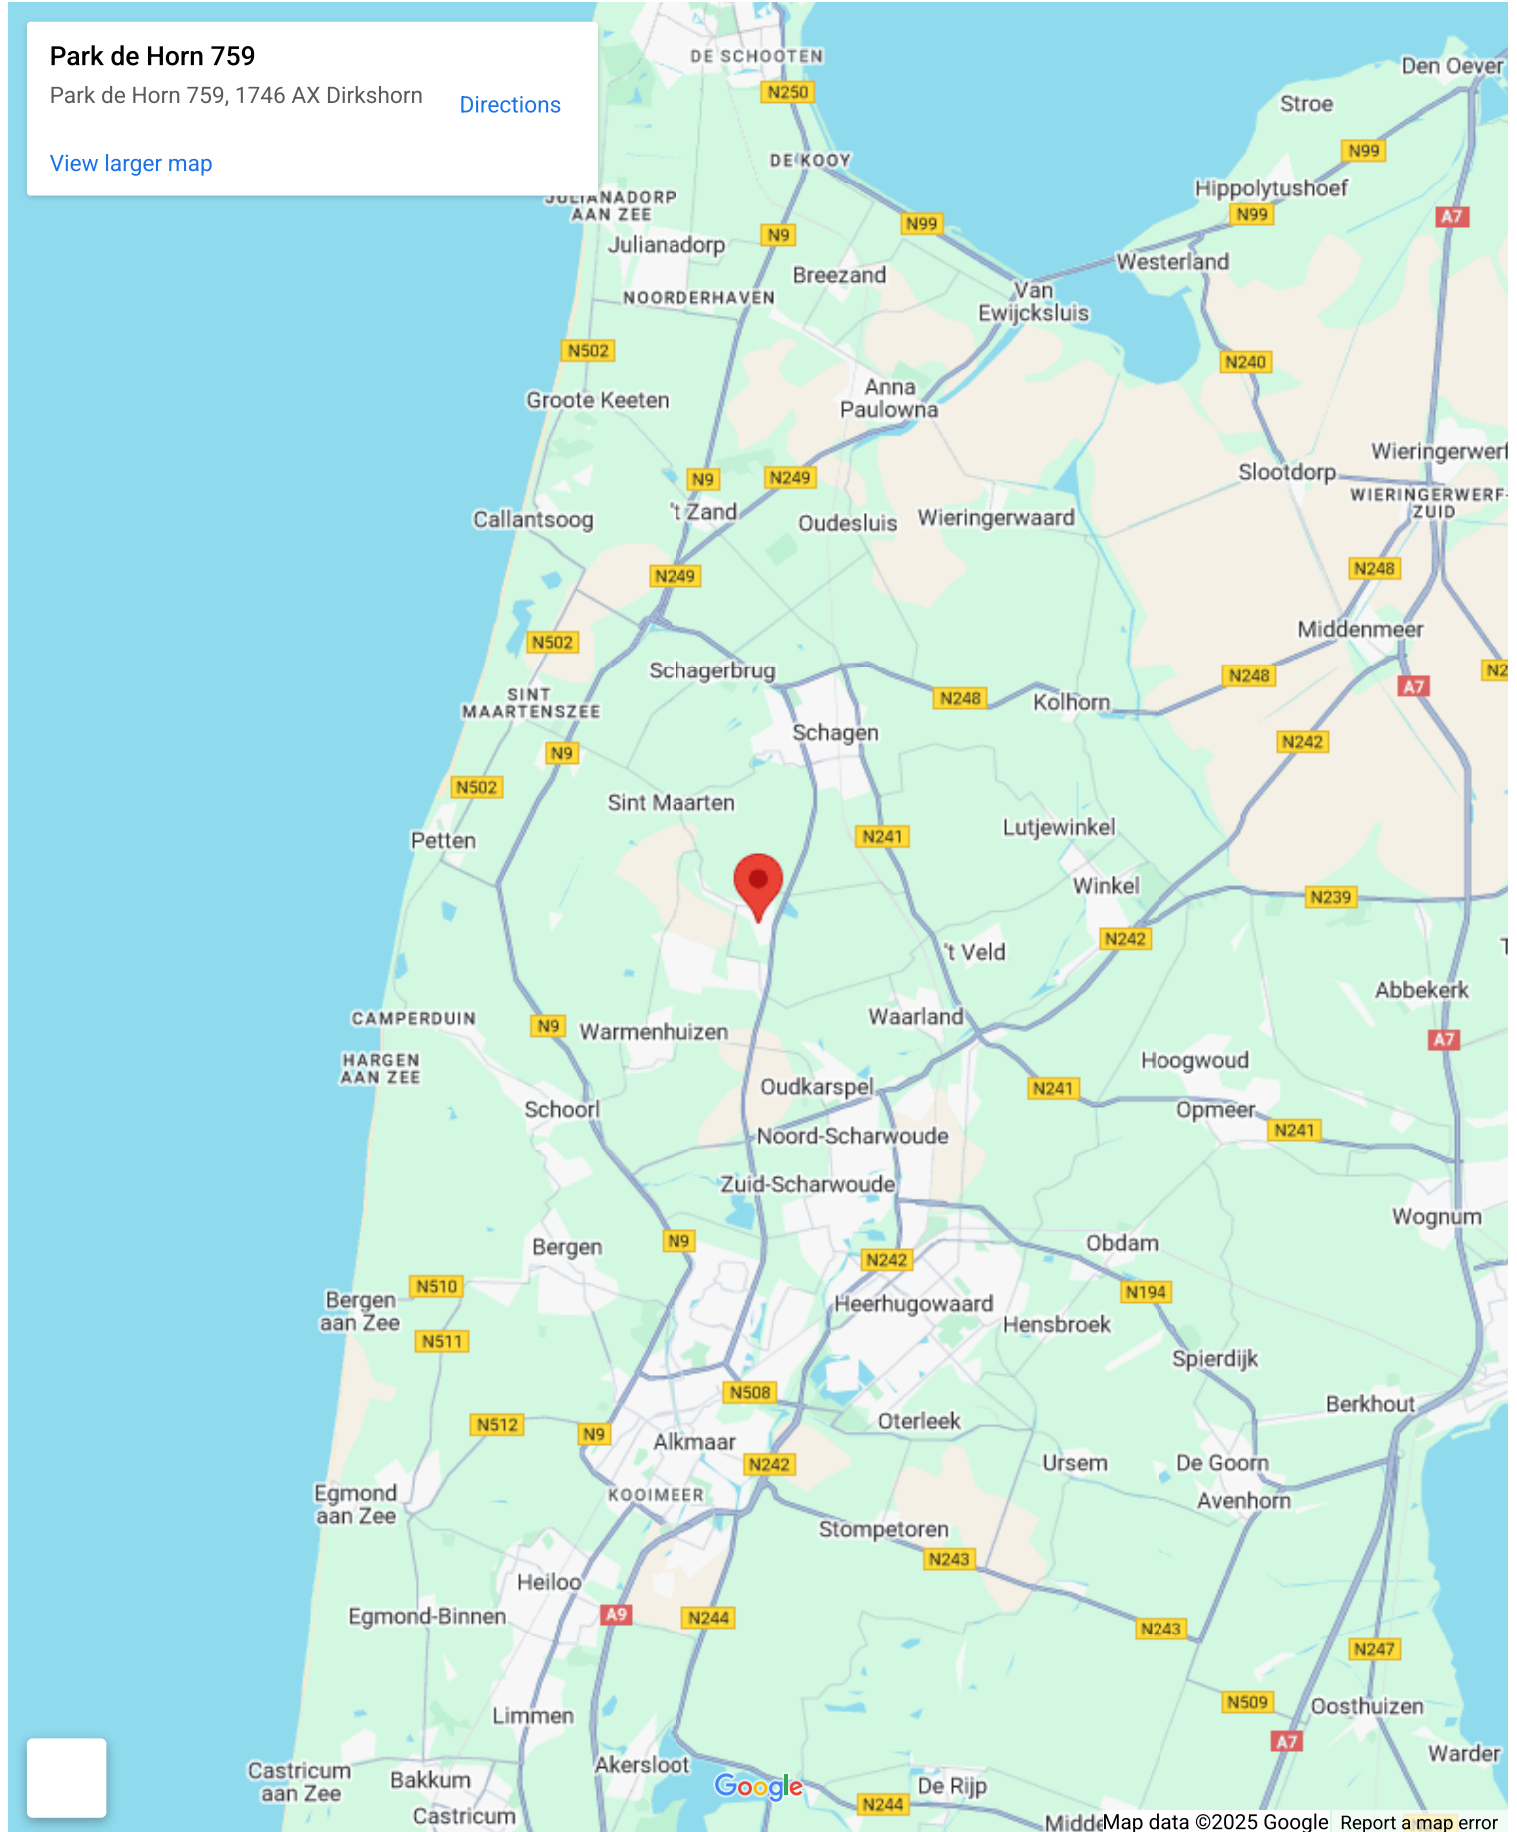 Park de Horn 759
Park de Horn 759, 1746 AX Dirkshorn
Directions
View larger map
DE SCHOOTEN
Den Oever
N250
Stroe
N99
DE KOOY
Hippolytushoef
JULIANADORP
AAN ZEE
N99
A7
N99
N9
Julianadorp
Westerland
Breezand
Van
Ewijcksluis
NOORDERHAVEN
N502
N240
Anna
Paulowna
Groote Keeten
Wieringerwerf
Slootdorp
N9
N249
WIERINGERWERF-
ZUID
't Zand
Callantsoog
Oudesluis
Wieringerwaard
N248
N249
Middenmeer
N502
Schagerbrug
N248
N2
A7
SINT
MAARTENSZEE
N248
Kolhorn
Schagen
N242
N9
N502
Sint Maarten
Lutjewinkel
N241
Petten
Winkel
N239
N242
't Veld
T
Abbekerk
CAMPERDUIN
Waarland
N9
Warmenhuizen
A7
HARGEN
AAN ZEE
Hoogwoud
Oudkarspel
N241
Schoorl
Opmeer
N241
Noord-Scharwoude
Zuid-Scharwoude
Wognum
N9
Bergen
Obdam
N242
N510
N194
Bergen
aan Zee
Heerhugowaard
Hensbroek
N511
Spierdijk
N508
Berkhout
N512
Oterleek
N9
Alkmaar
N242
Ursem
De Goorn
Egmond
aan Zee
KOOIMEER
Avenhorn
Stompetoren
N243
Heiloo
A9
Egmond-Binnen
N244
N243
N247
N509
Oosthuizen
Limmen
A7
Warder
Akersloot
Castricum
aan Zee
Bakkum
Google
De Rijp
N244
Castricum
Midde
Map data ©2025 Google
Report a map error